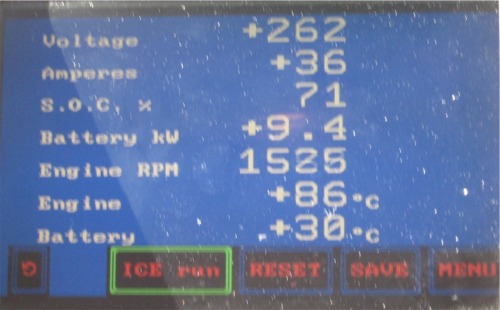 Voltage +262
Amperes +36
S.O.C. % 71
Battery kW +9.4
Engine RPM 1525
Engine +86°C
Battery +30°C
ICE run RESET SAVE MENU